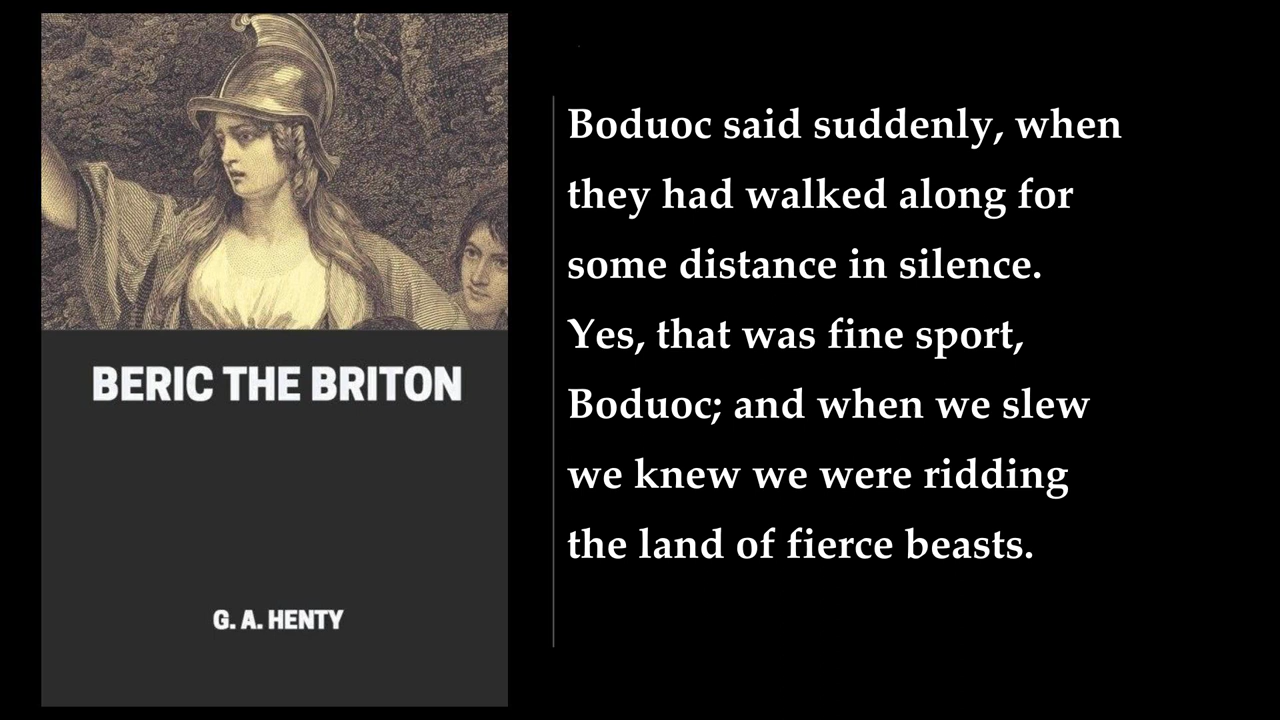 BERIC THE BRITON
G. A. HENTY
Boduoc said suddenly, when
they had walked along for
some distance in silence.
Yes, that was fine sport,
Boduoc; and when we slew
we knew we were ridding
the land of fierce beasts.